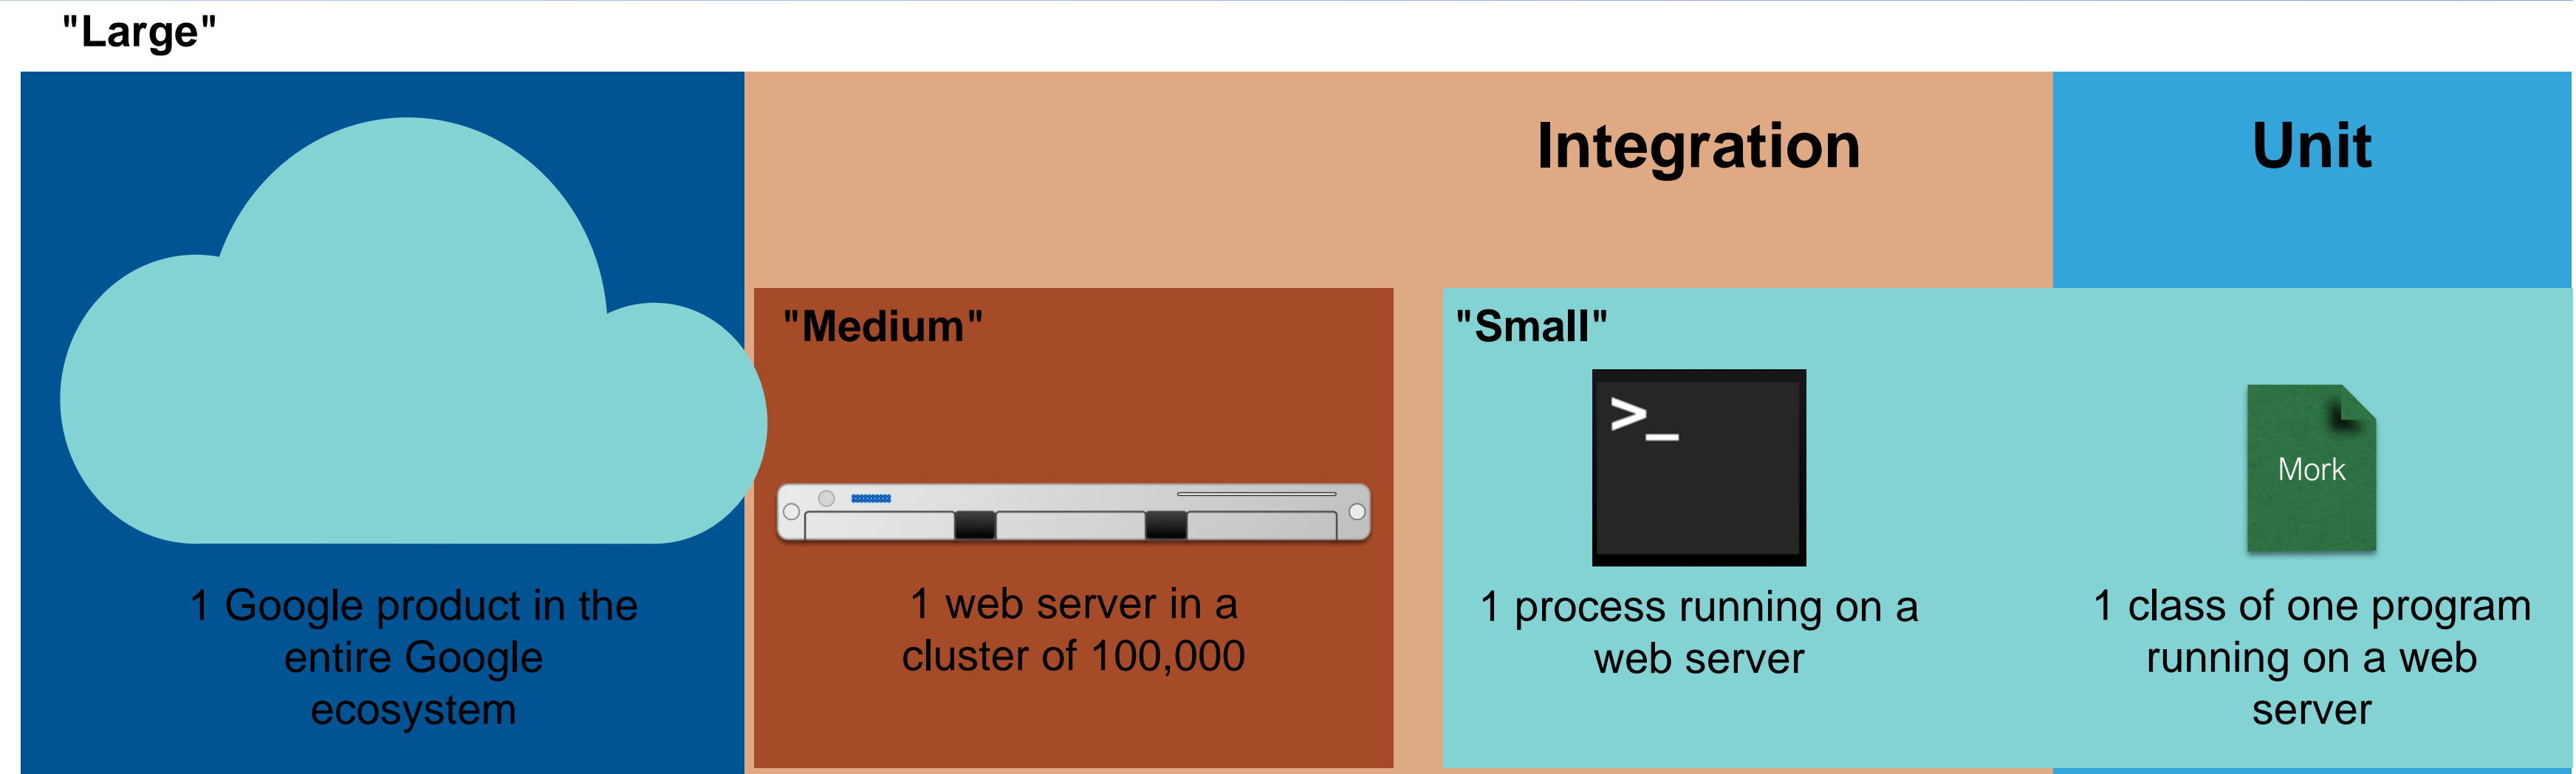 "Large"
Integration
Unit
"Medium"
"Small"
>_
Mork
1 Google product in the
entire Google
ecosystem
1 web server in a
cluster of 100,000
1 process running on a
web server
1 class of one program
running on a web
server